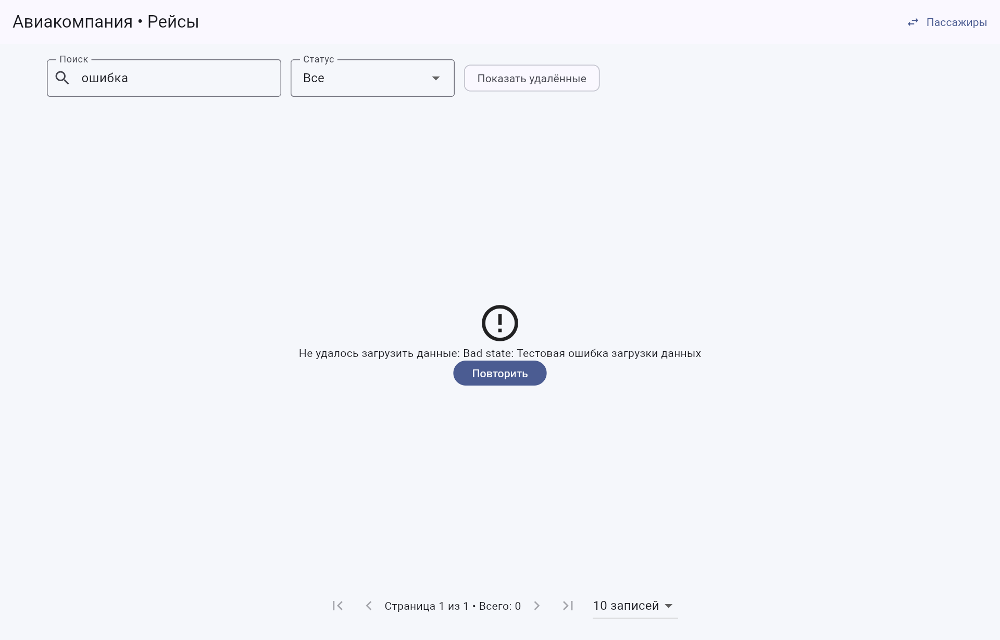 Авиакомпания • Рейсы
Пассажиры
Поиск
ошибка
Статус
Все
Показать удалённые
Не удалось загрузить данные: Bad state: Тестовая ошибка загрузки данных
Повторить
Страница 1 из 1 • Всего: 0
10 записей